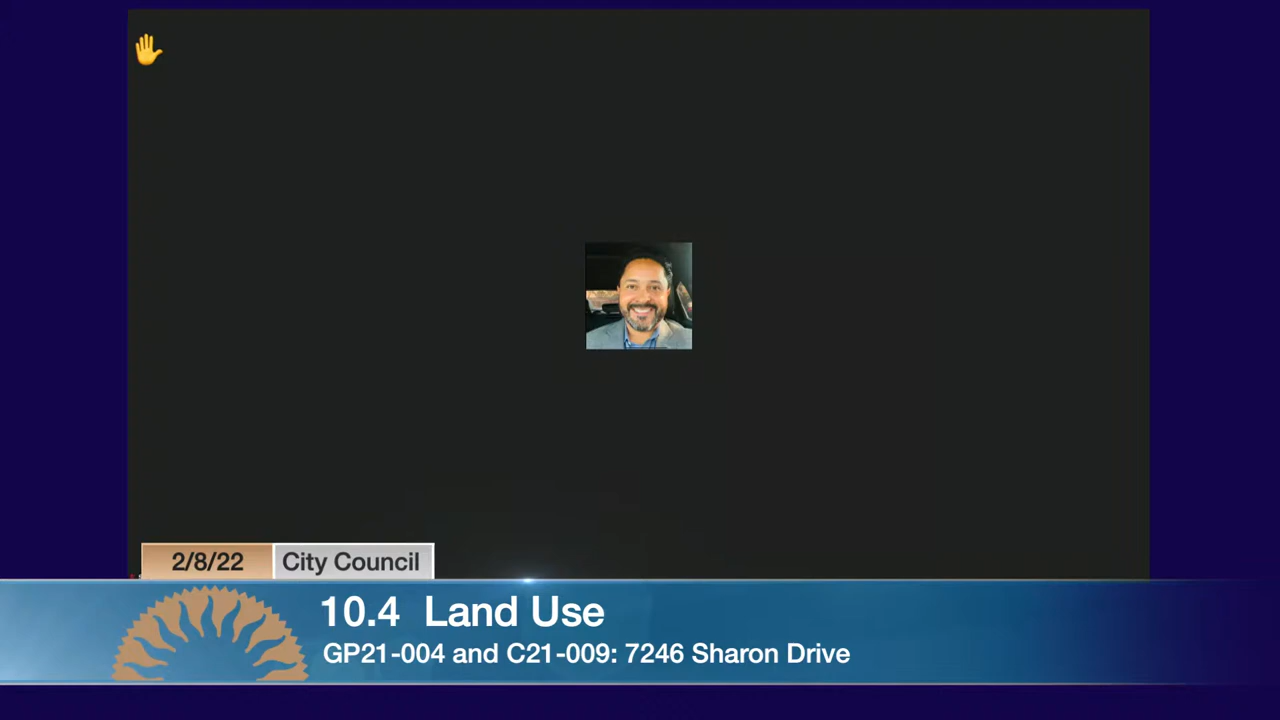 2/8/22 City Council
10.4 Land Use
GP21-004 and C21-009: 7246 Sharon Drive